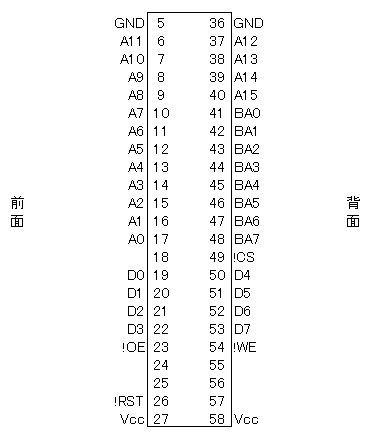 GND 5 36 GND
A11 6 37 A12
A10 7 38 A13
A9 8 39 A14
A8 9 40 A15
A7 10 41 BA0
A6 11 42 BA1
A5 12 43 BA2
A4 13 44 BA3
A3 14 45 BA4
前面 A2 15 46 BA5 背面
A1 16 47 BA6
A0 17 48 BA7
18 49 !CS
D0 19 50 D4
D1 20 51 D5
D2 21 52 D6
D3 22 53 D7
!OE 23 54 !WE
24 55
25 56
!RST 26 57
Vcc 27 58 Vcc